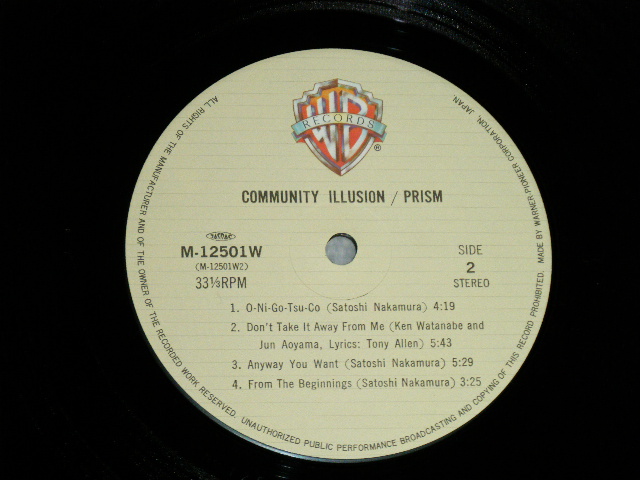 WB
RECORDS
®
COMMUNITY ILLUSION / PRISM
JASRAC
M-12501W
(M-12501W2)
33⅓RPM
SIDE
2
STEREO
1. O-Ni-Go-Tsu-Co (Satoshi Nakamura) 4:19
2. Don't Take It Away From Me (Ken Watanabe and
Jun Aoyama, Lyrics: Tony Allen) 5:43
3. Anyway You Want (Satoshi Nakamura) 5:29
4. From The Beginnings (Satoshi Nakamura) 3:25
ALL RIGHTS OF THE MANUFACTURER AND OF THE OWNER OF THE RECORDED WORK RESERVED. UNAUTHORIZED PUBLIC PERFORMANCE BROADCASTING AND COPYING OF THIS RECORD PROHIBITED. MADE BY WARNER-PIONEER CORPORATION, JAPAN.